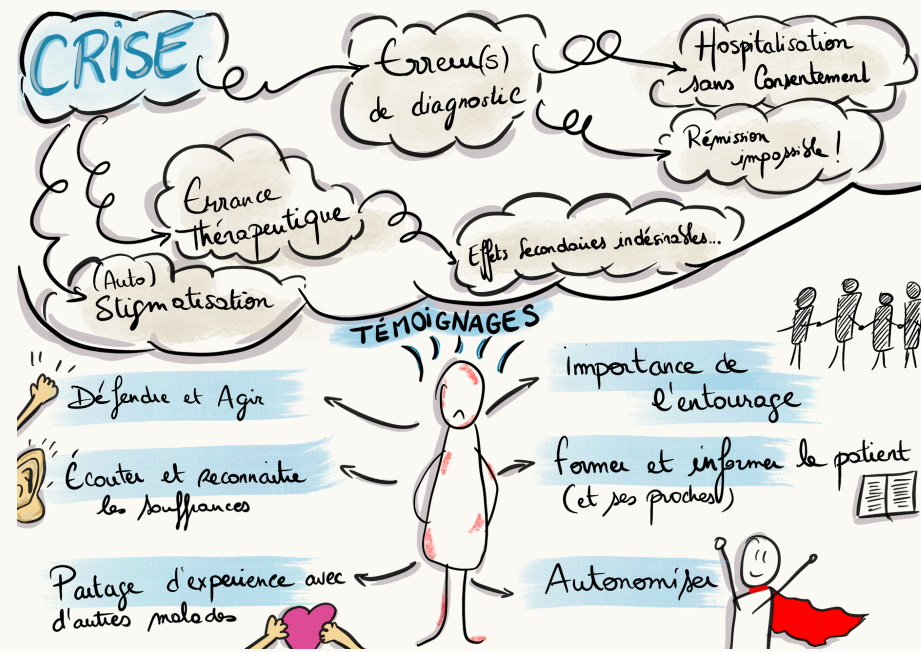 CRISE
Erreur(s)
de diagnostic
Hospitalisation
sans Consentement
Rémission
impossible !
Errance
Thérapeutique
Effets Secondaires indésirables...
(Auto)
Stigmatisation
TÉMOIGNAGES
Défendre et Agir
Écouter et reconnaitre
les souffrances
Partage d'expérience avec
d'autres malades
importance de
l'entourage
former et informer le patient
(et ses proches)
Autonomiser